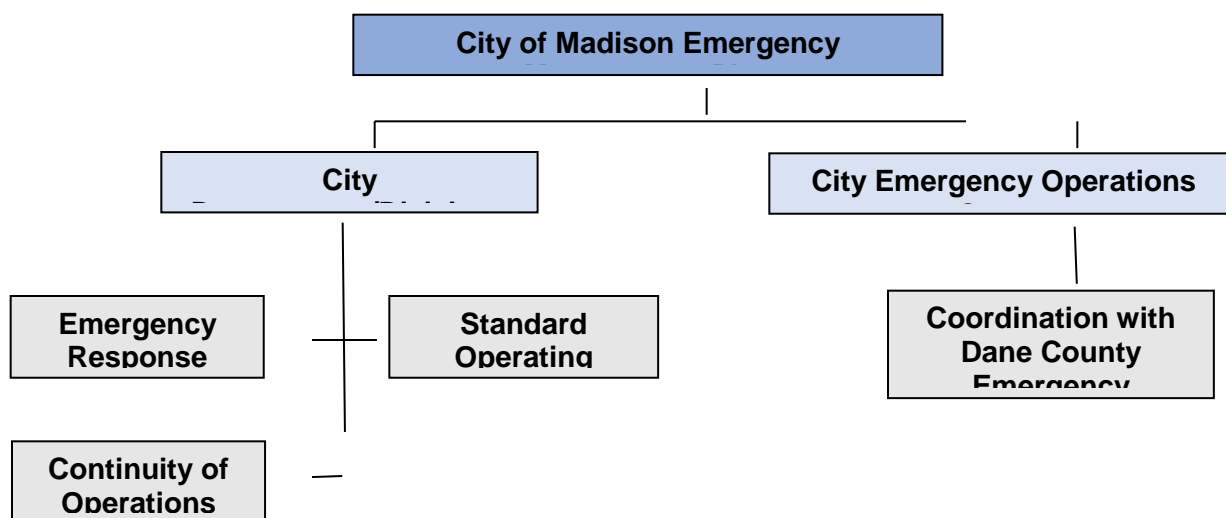 City of Madison Emergency
City
City Emergency Operations
Emergency
Response
Standard
Operating
Coordination with
Dane County
Emergency
Continuity of
Operations